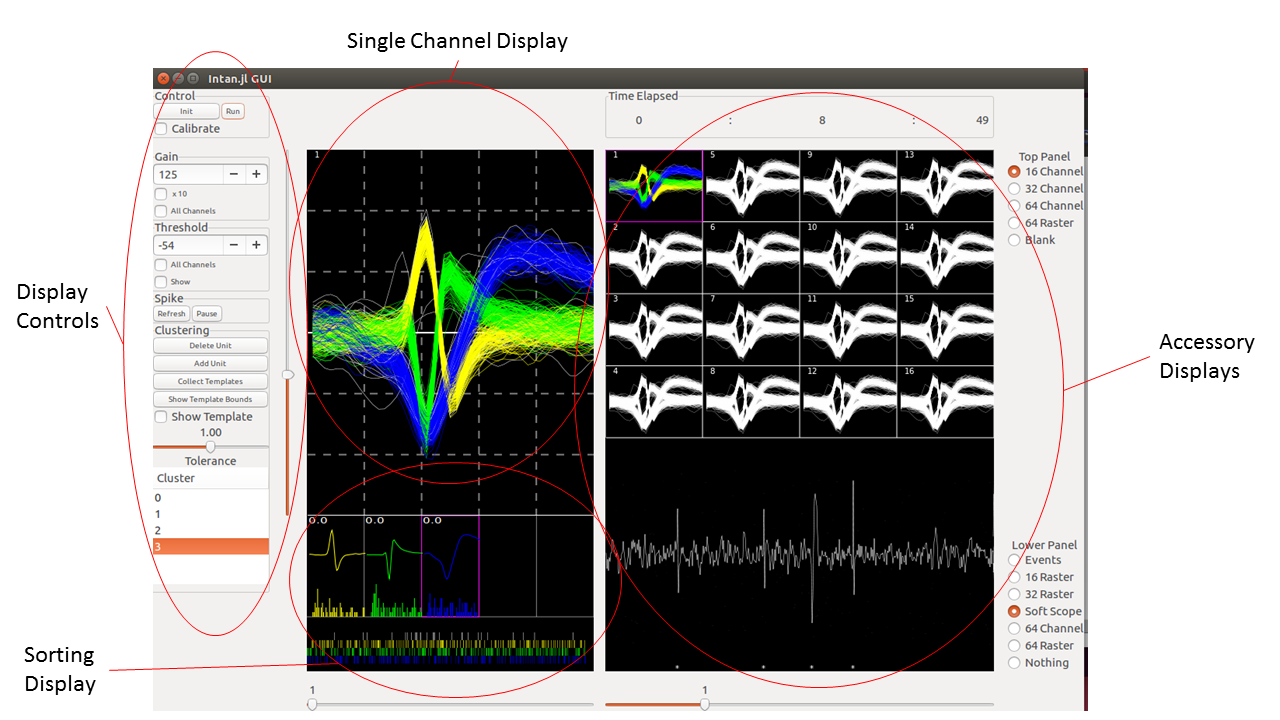 Single Channel Display
Intan.jl GUI
Control
Init Run
Calibrate
Gain
125
x 10
All Channels
Threshold
-54
All Channels
Show
Spike
Refresh Pause
Clustering
Delete Unit
Add Unit
Collect Templates
Show Template Bounds
Show Template
1.00
Tolerance
Cluster
0
1
2
3
Display
Controls
1
0.0 0.0 0.0
1
Sorting
Display
Time Elapsed
0 : 8 : 49
1 5 9 13
2 6 10 14
3 7 11 15
4 8 12 16
1
Top Panel
16 Channel
32 Channel
64 Channel
64 Raster
Blank
Lower Panel
Events
16 Raster
32 Raster
Soft Scope
64 Channel
64 Raster
Nothing
Accessory
Displays